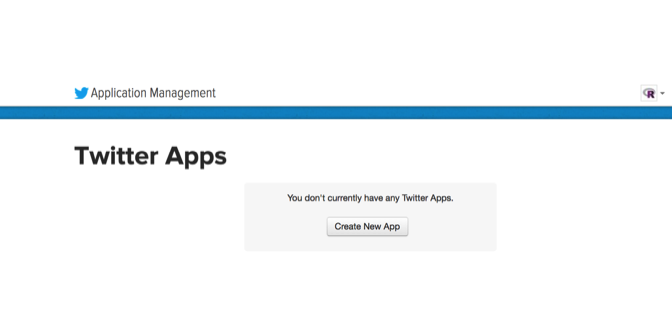 Application Management
R
Twitter Apps
You don't currently have any Twitter Apps.
Create New App